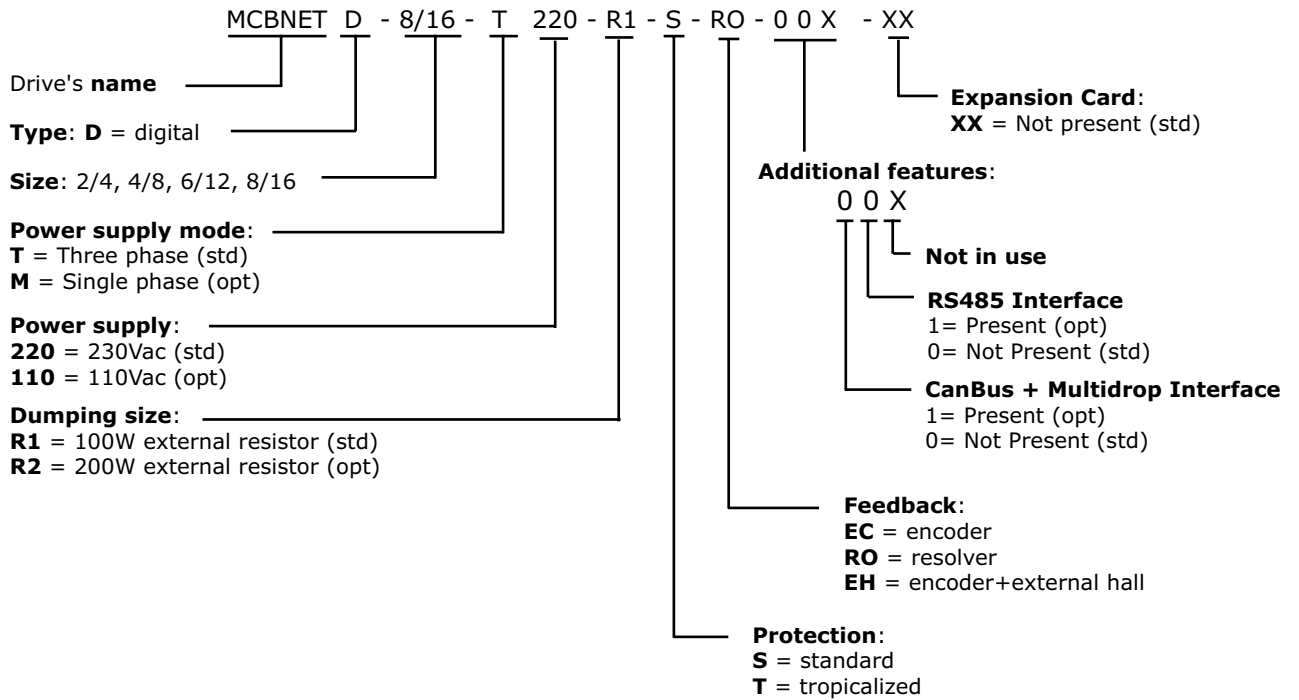 MCBNET D - 8/16 - T 220 - R1 - S - RO - 0 0 X - XX
Drive's name
Type: D = digital
Size: 2/4, 4/8, 6/12, 8/16
Power supply mode:
T = Three phase (std)
M = Single phase (opt)
Power supply:
220 = 230Vac (std)
110 = 110Vac (opt)
Dumping size:
R1 = 100W external resistor (std)
R2 = 200W external resistor (opt)
Expansion Card:
XX = Not present (std)
Additional features:
0 0 X
Not in use
RS485 Interface
1= Present (opt)
0= Not Present (std)
CanBus + Multidrop Interface
1= Present (opt)
0= Not Present (std)
Feedback:
EC = encoder
RO = resolver
EH = encoder+external hall
Protection:
S = standard
T = tropicalized